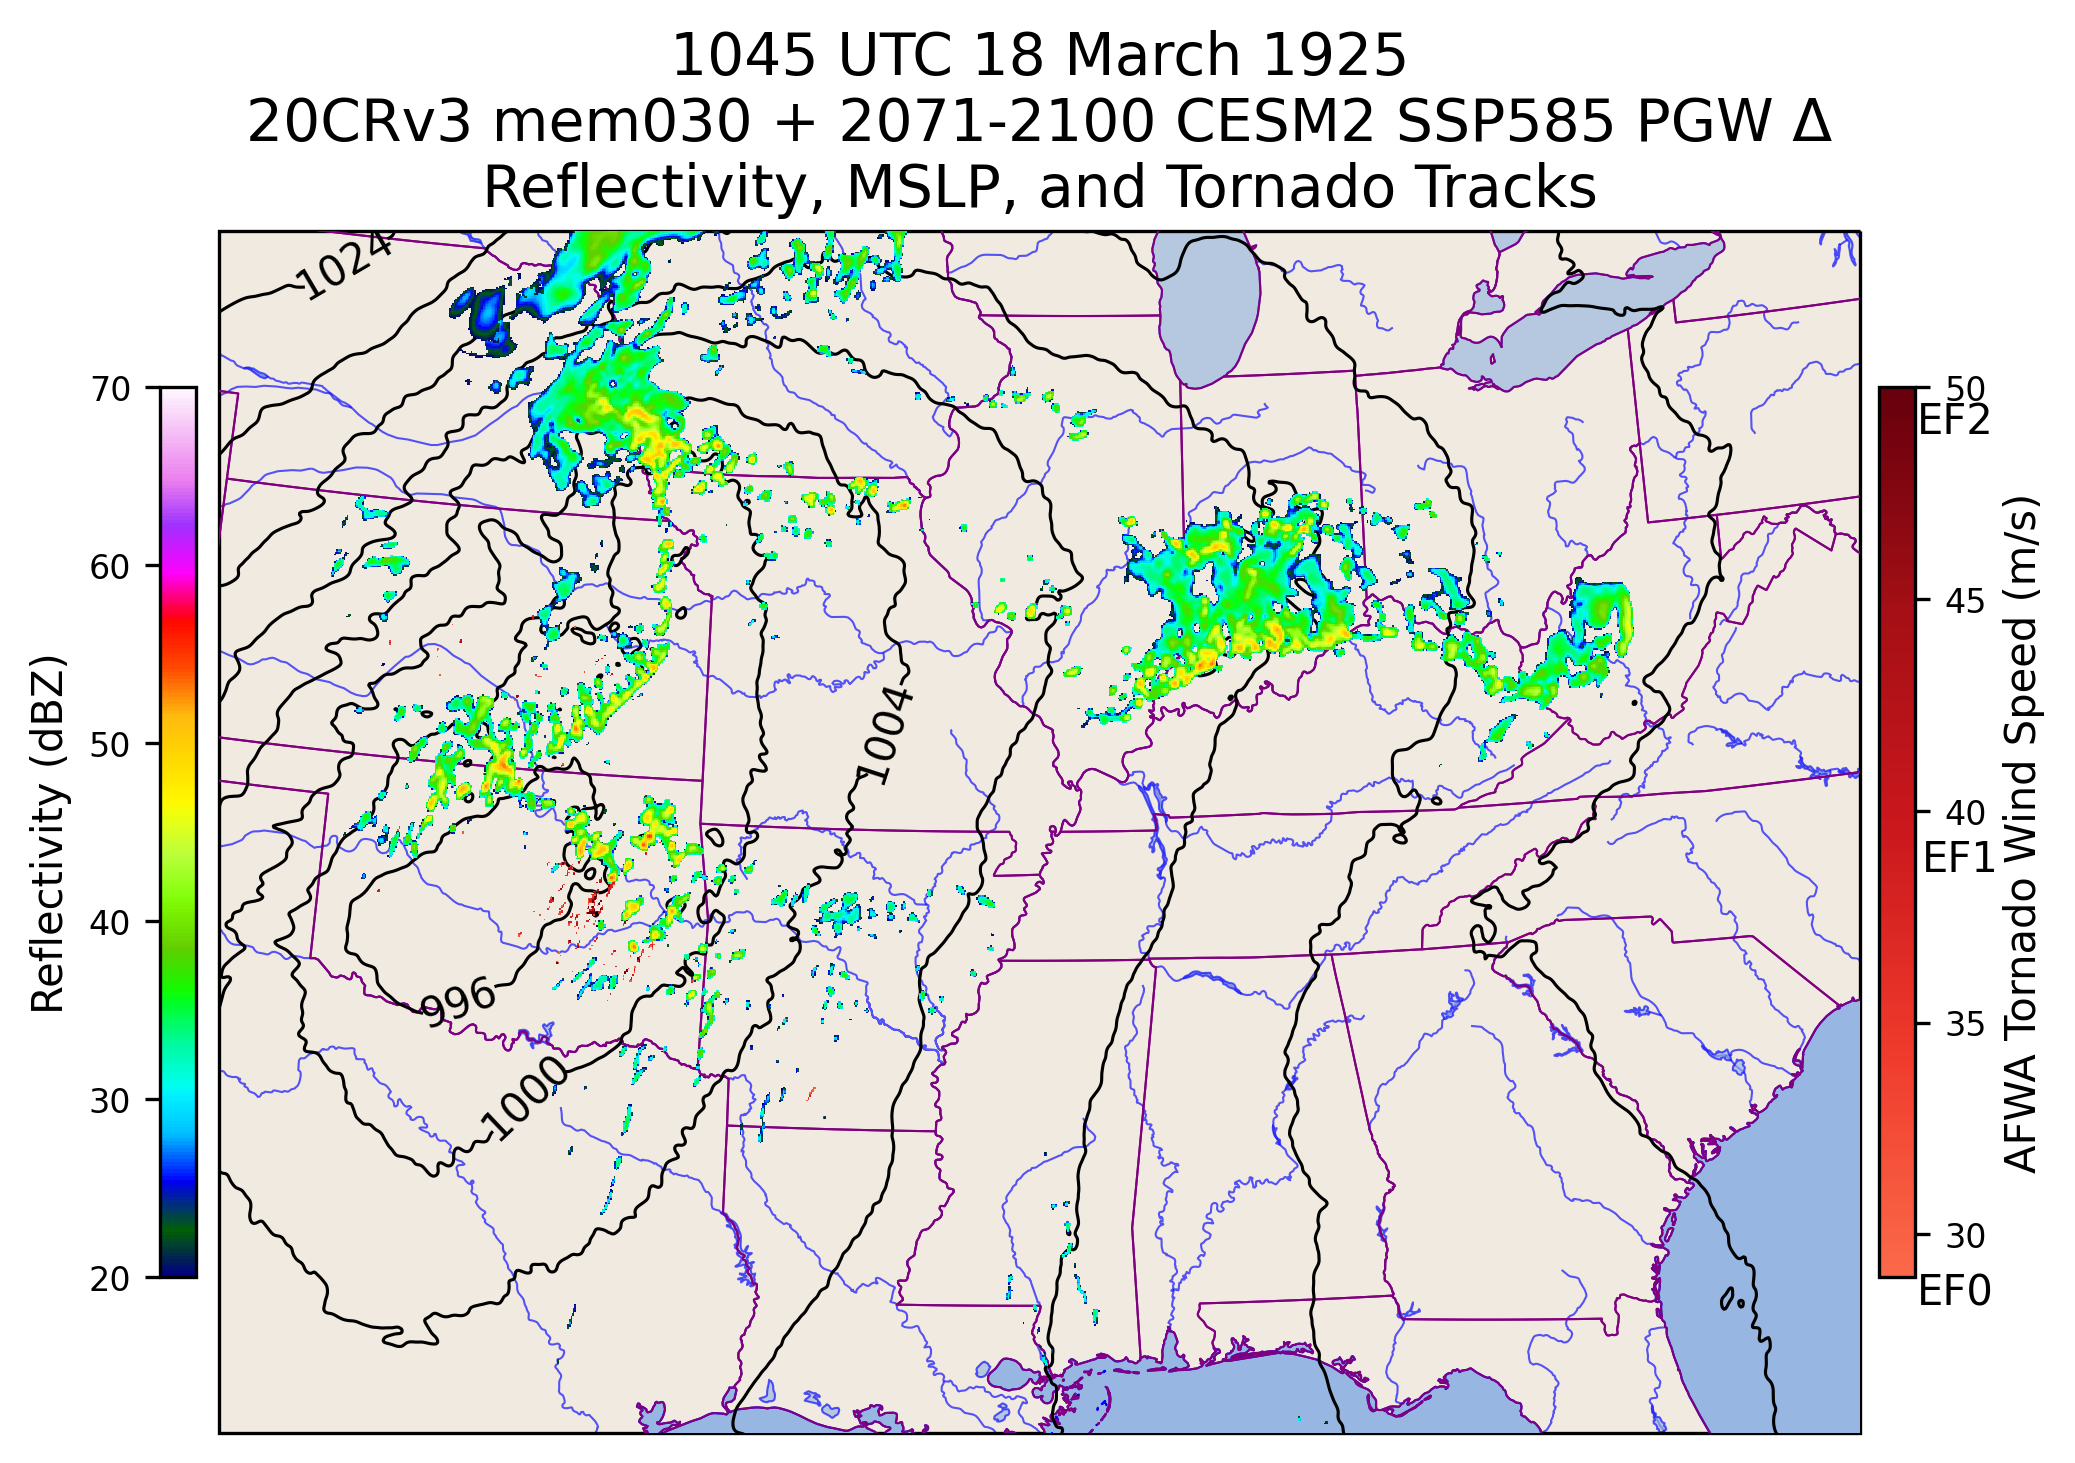 1045 UTC 18 March 1925
20CRv3 mem030 + 2071-2100 CESM2 SSP585 PGW Δ
Reflectivity, MSLP, and Tornado Tracks
1024
1004
996
1000
70
60
50
40
30
20
Reflectivity (dBZ)
50
EF2
45
40
EF1
35
30
EF0
AFWA Tornado Wind Speed (m/s)